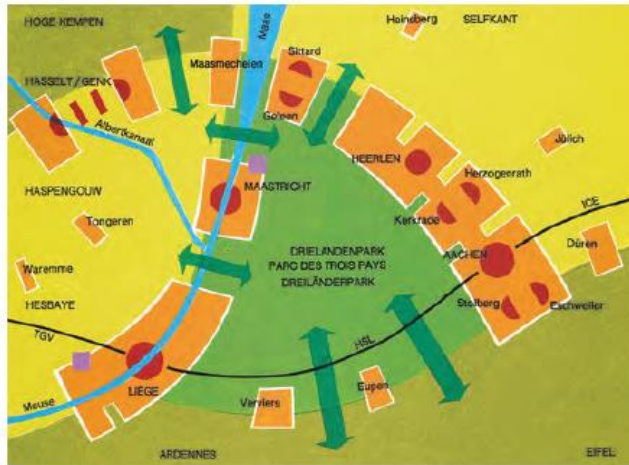 HOGE KEMPEN
Maas
Heinsberg
SELFKANT
Maasmechelen
Sittard
HASSELT/GENK
Geleen
Albertkanaal
HEERLEN
Jülich
Herzogenrath
HASPENGOUW
MAASTRICHT
Kerkrade
ICE
Tongeren
DRIELANDENPARK
PARC DES TROIS PAYS
DREILÄNDERPARK
AACHEN
Düren
Waremme
HESBAYE
Stolberg
Eschweiler
TGV
HSL
LIÈGE
Eupen
Verviers
Meuse
ARDENNES
EIFEL